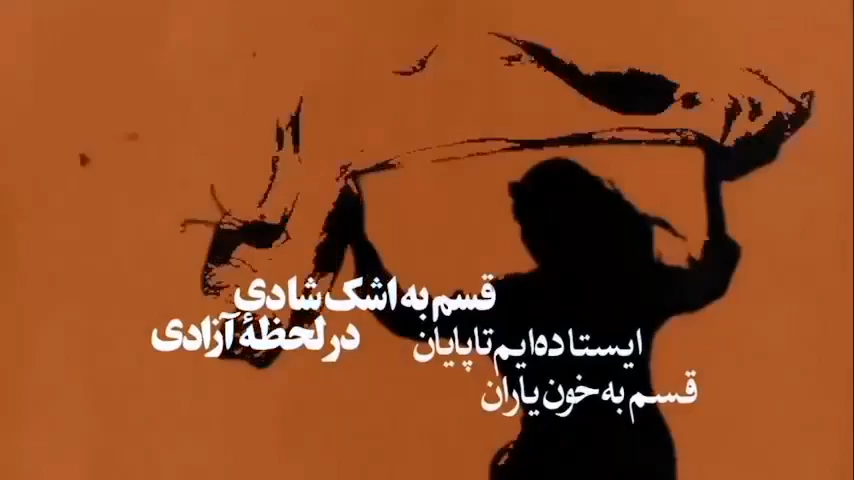 قسم به خون یاران
ایستاده‌ایم تا پایان
قسم به اشک شادی
در لحظهٔ آزادی